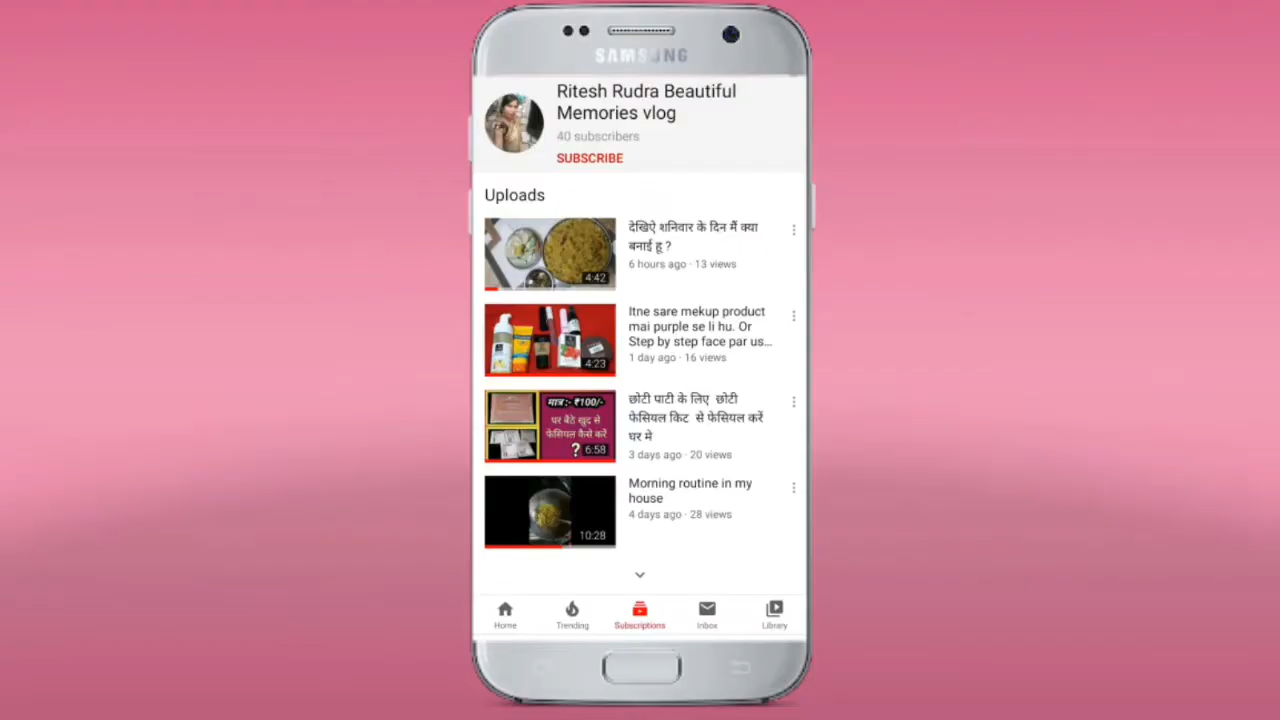 SAMSUNG
Ritesh Rudra Beautiful
Memories vlog
40 subscribers
SUBSCRIBE
Uploads
4:42
देखिऐ शनिवार के दिन मैं क्या
बनाई हू ?
6 hours ago · 13 views
4:23
Itne sare mekup product
mai purple se li hu. Or
Step by step face par us...
1 day ago · 16 views
मात्र:- ₹100/-
घर बैठे खुद से
फेसियल कैसे करें
? 6:58
छोटी पाटी के लिए छोटी
फेसियल किट से फेसियल करें
घर मे
3 days ago · 20 views
10:28
Morning routine in my
house
4 days ago · 28 views
Home
Trending
Subscriptions
Inbox
Library